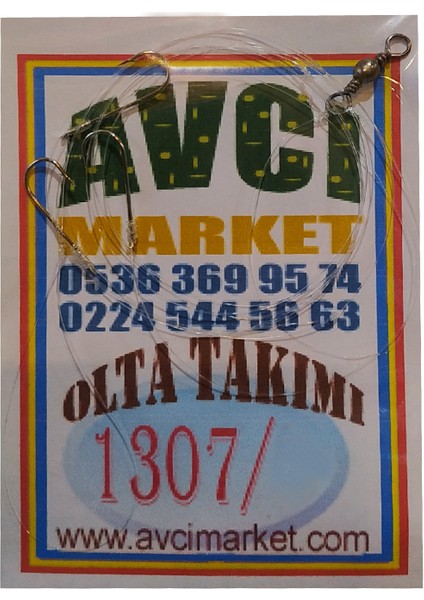 AVCI
MARKET
0536 369 95 74
0224 544 56 63
OLTA TAKIMI
1307/
www.avcimarket.com